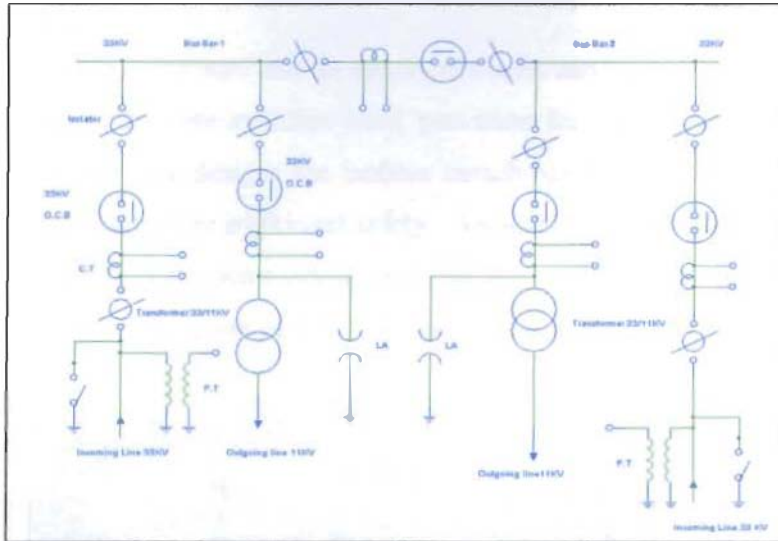 33KV
Bus Bar-1
Bus Bar.2
33KV
Isolator
33KV
O.C.B
33KV
O.C.B
C.T
Transformer 33/11KV
LA
LA
Transformer 33/11KV
P.T
P.T
Incoming Line 33KV
Outgoing line 11KV
Outgoing line11KV
Incoming Line 33 KV